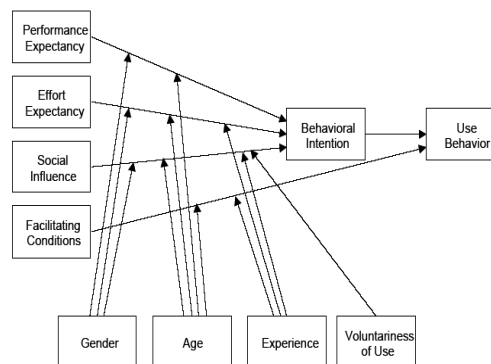 Performance
Expectancy
Effort
Expectancy
Social
Influence
Facilitating
Conditions
Behavioral
Intention
Use
Behavior
Gender
Age
Experience
Voluntariness
of Use